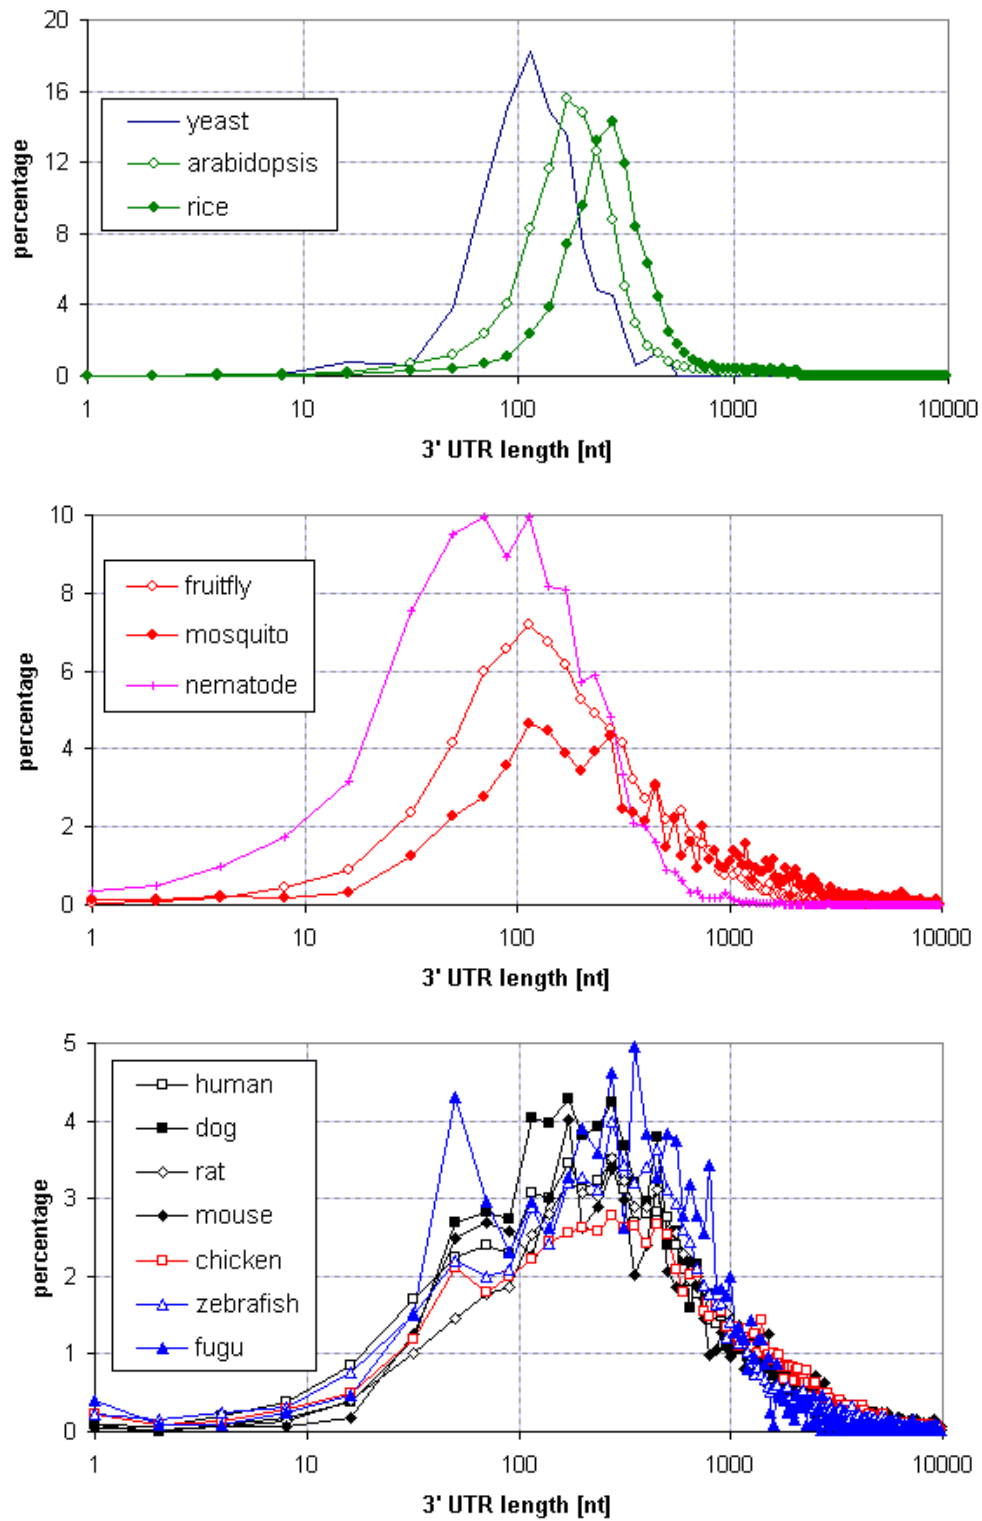 20
16
12
8
4
0
percentage
yeast
arabidopsis
rice
1 10 100 1000 10000
3' UTR length [nt]
10
8
6
4
2
0
percentage
fruitfly
mosquito
nematode
1 10 100 1000 10000
3' UTR length [nt]
5
4
3
2
1
0
percentage
human
dog
rat
mouse
chicken
zebrafish
fugu
1 10 100 1000 10000
3' UTR length [nt]